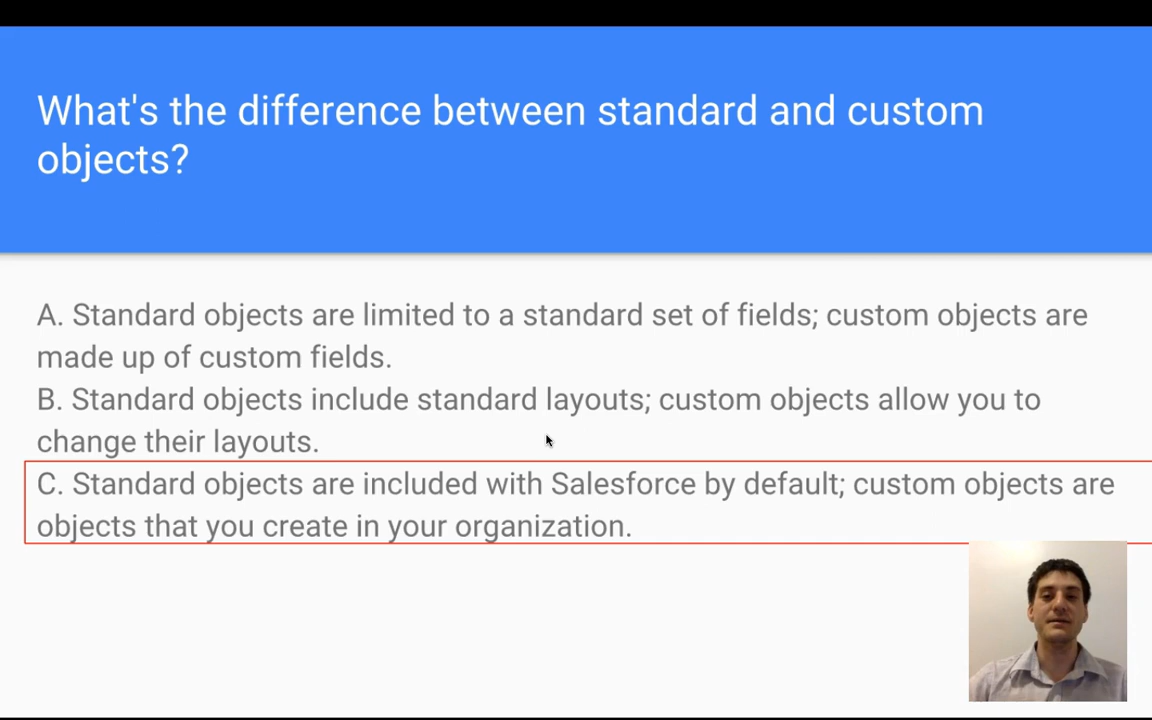 What's the difference between standard and custom
objects?
A. Standard objects are limited to a standard set of fields; custom objects are
made up of custom fields.
B. Standard objects include standard layouts; custom objects allow you to
change their layouts.
C. Standard objects are included with Salesforce by default; custom objects are
objects that you create in your organization.